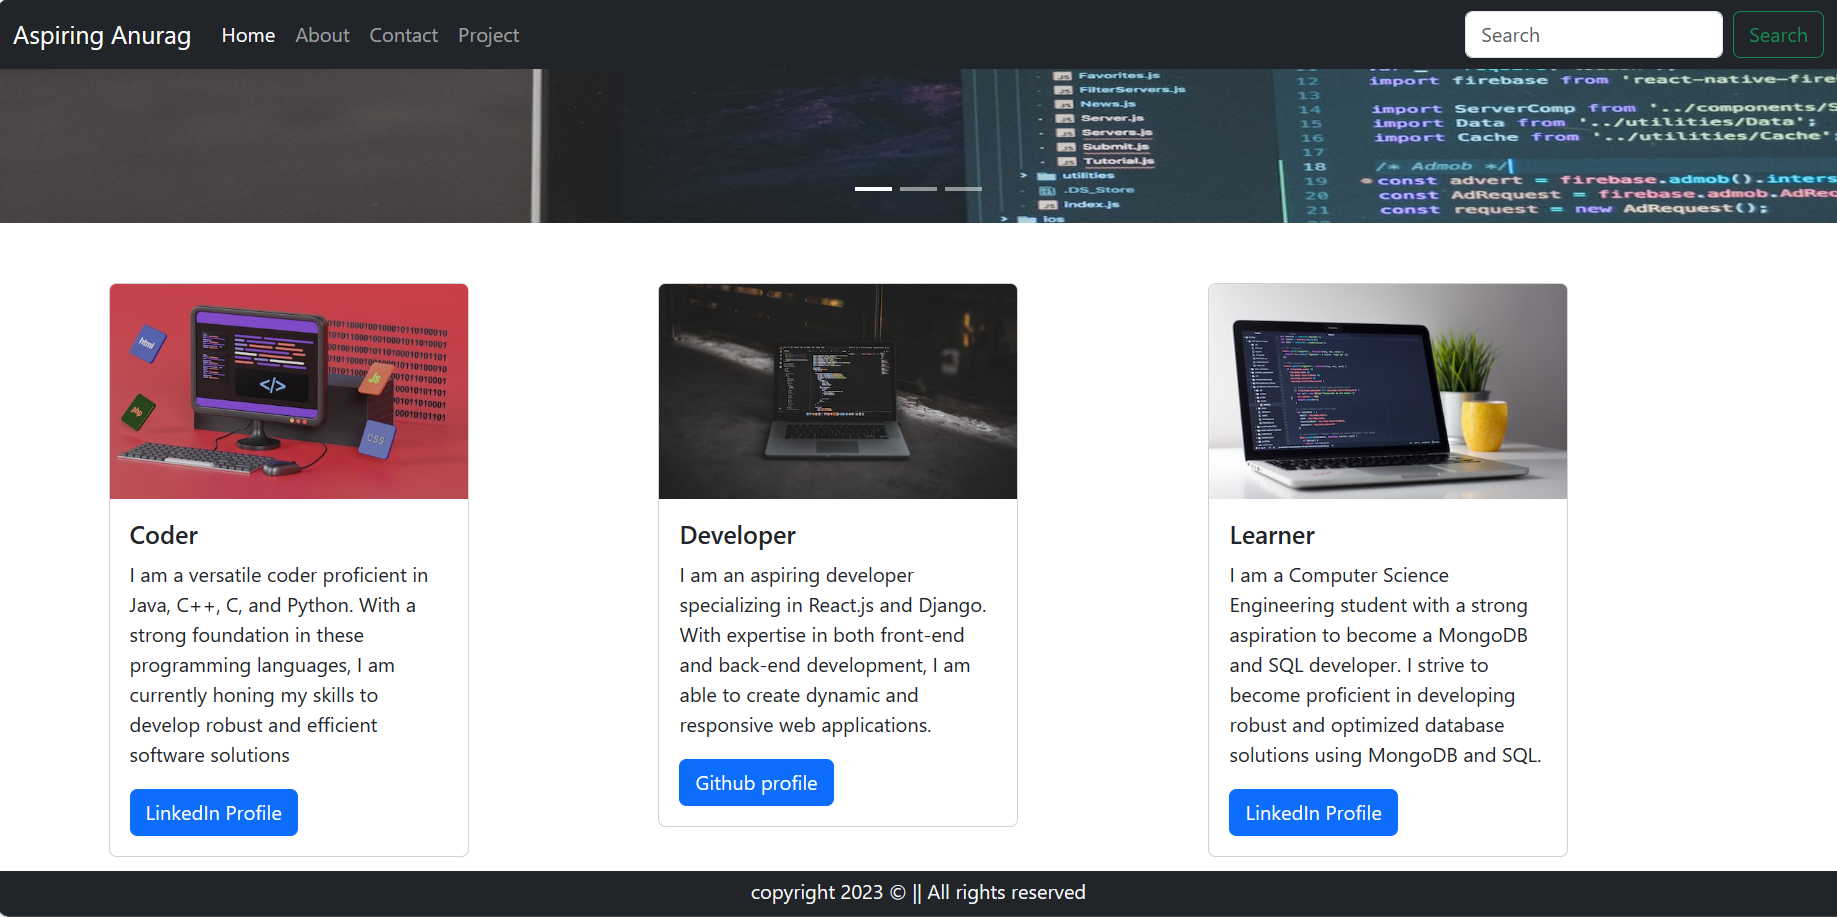 Aspiring Anurag Home About Contact Project Search Search
Favorites.js
FilterServers.js
News.js
Server.js
Servers.js
Submit.js
Tutorial.js
utilities
.DS_Store
index.js
ios
12 import firebase from 'react-native-fire
13
14 import ServerComp from '../components/S
15 import Data from '../utilities/Data';
16 import Cache from '../utilities/Cache';
17
18 /* Admob */
19 const advert = firebase.admob().inters
20 const AdRequest = firebase.admob.AdRec
21 const request = new AdRequest();
html
php
</>
JS
CSS
Coder
I am a versatile coder proficient in
Java, C++, C, and Python. With a
strong foundation in these
programming languages, I am
currently honing my skills to
develop robust and efficient
software solutions
LinkedIn Profile
Developer
I am an aspiring developer
specializing in React.js and Django.
With expertise in both front-end
and back-end development, I am
able to create dynamic and
responsive web applications.
Github profile
Learner
I am a Computer Science
Engineering student with a strong
aspiration to become a MongoDB
and SQL developer. I strive to
become proficient in developing
robust and optimized database
solutions using MongoDB and SQL.
LinkedIn Profile
copyright 2023 © || All rights reserved